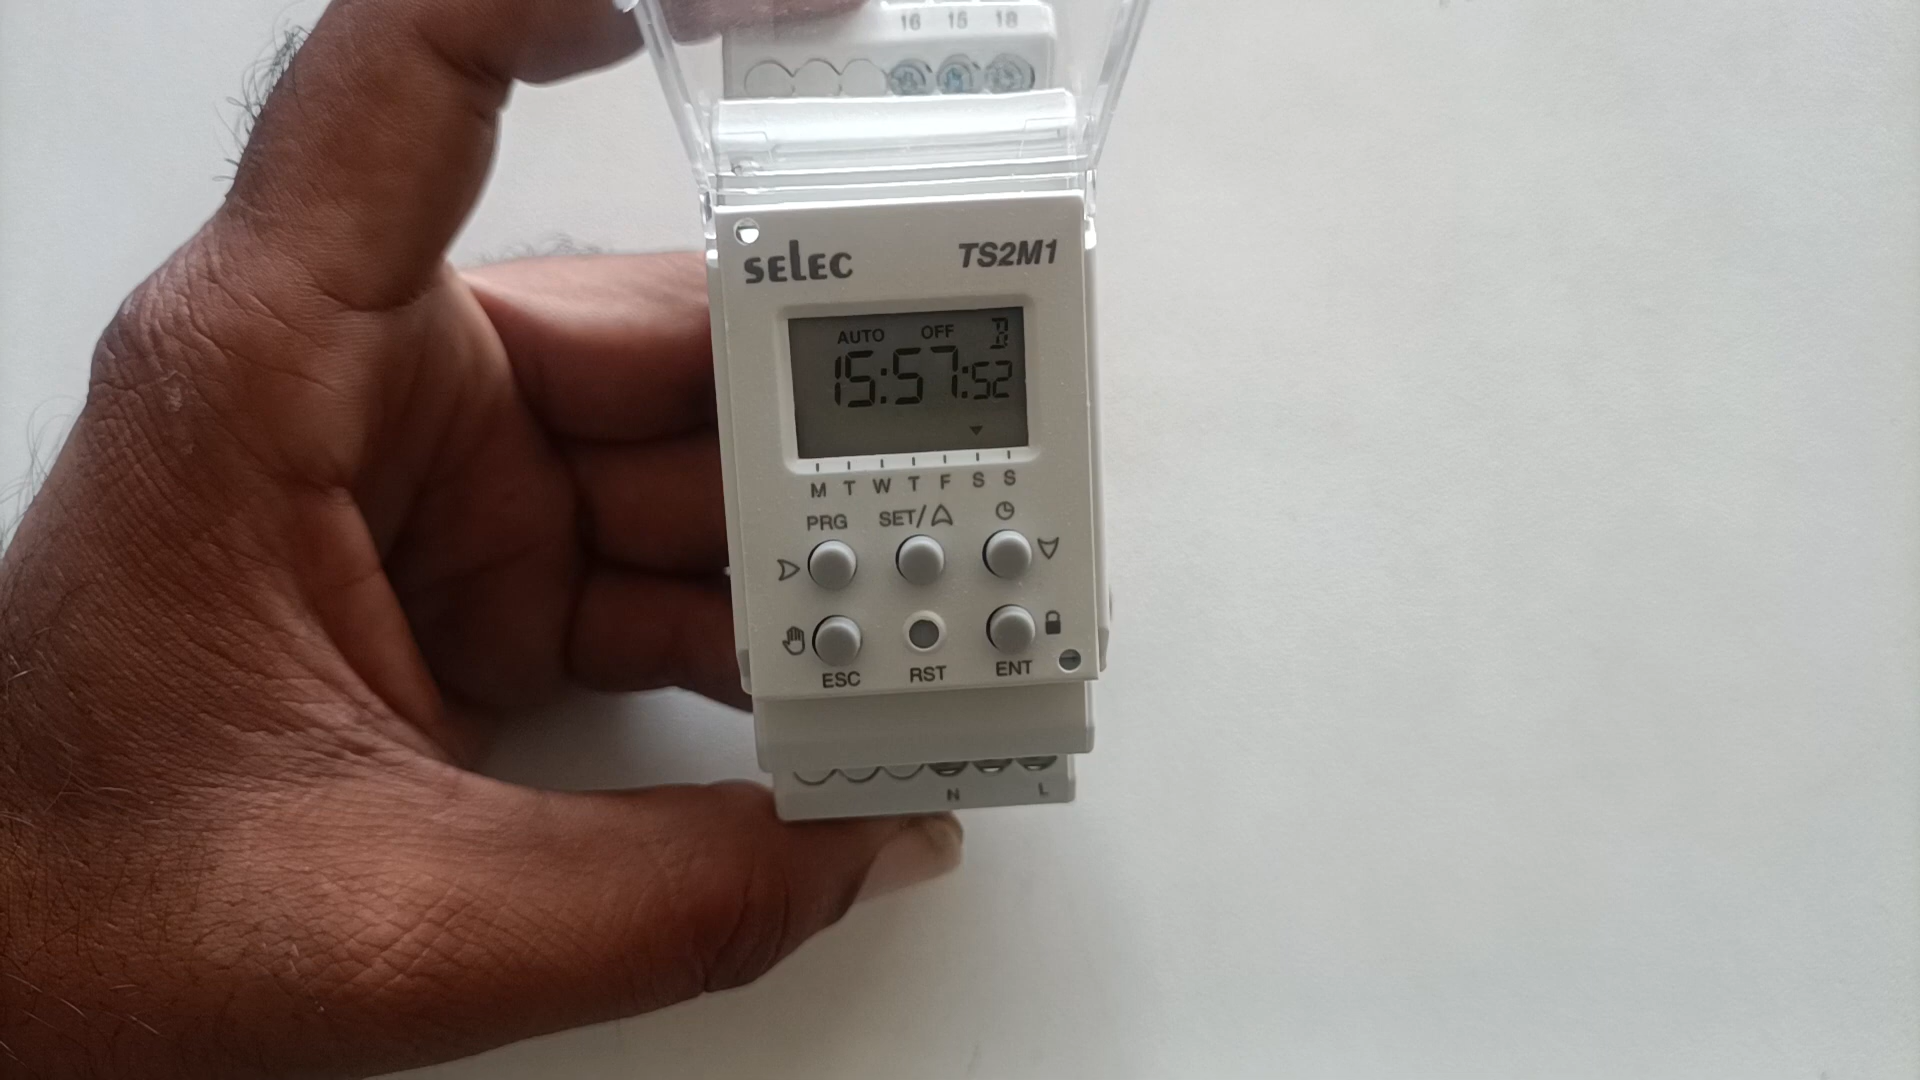 16 15 18
selec TS2M1
AUTO OFF B
15:57:52
M T W T F S S
PRG SET/
ESC RST ENT
N L